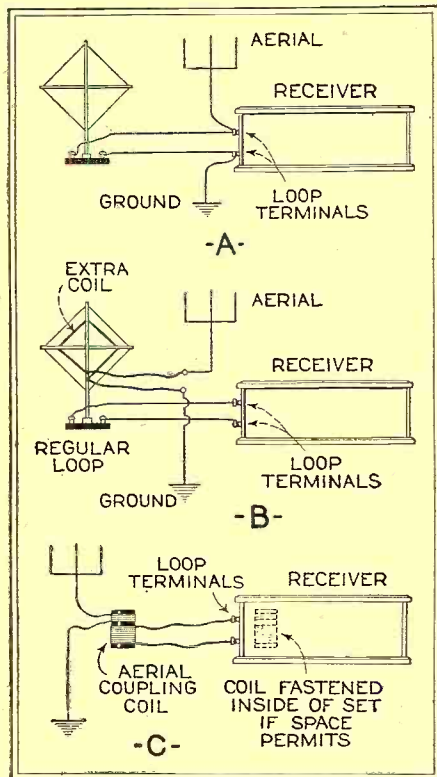 AERIAL
RECEIVER
GROUND
LOOP
TERMINALS
-A-
EXTRA
COIL
AERIAL
RECEIVER
REGULAR
LOOP
LOOP
TERMINALS
GROUND
-B-
LOOP
TERMINALS
RECEIVER
AERIAL
COUPLING
COIL
COIL FASTENED
INSIDE OF SET
IF SPACE
PERMITS
-C-